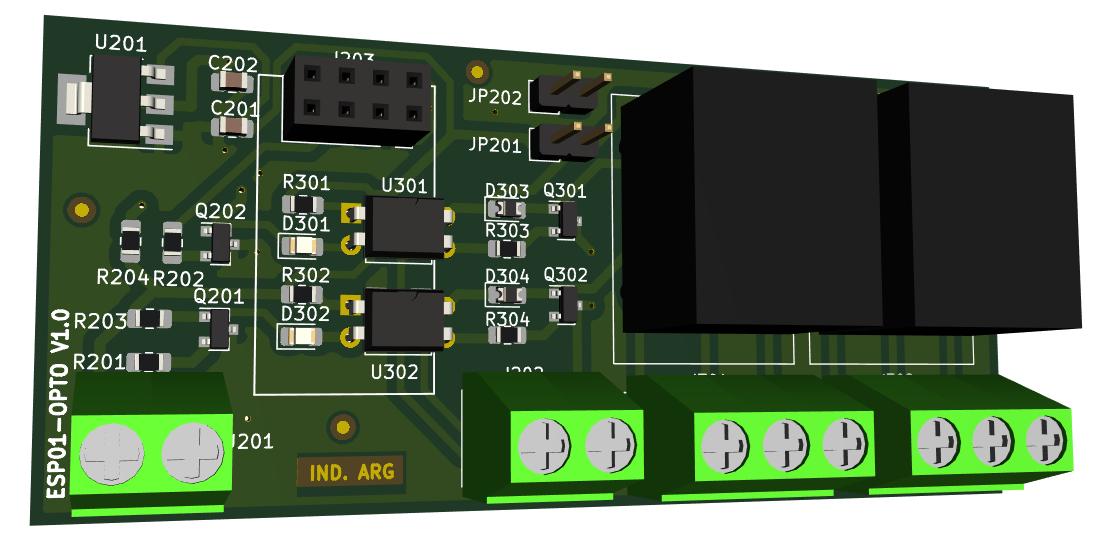 U201
C202
C201
JP202
JP201
R301
U301
D301
D303
Q301
R303
Q202
R204
R202
R302
D302
D304
Q302
R304
Q201
R203
R201
U302
ESP01-OPTO V1.0
IND. ARG